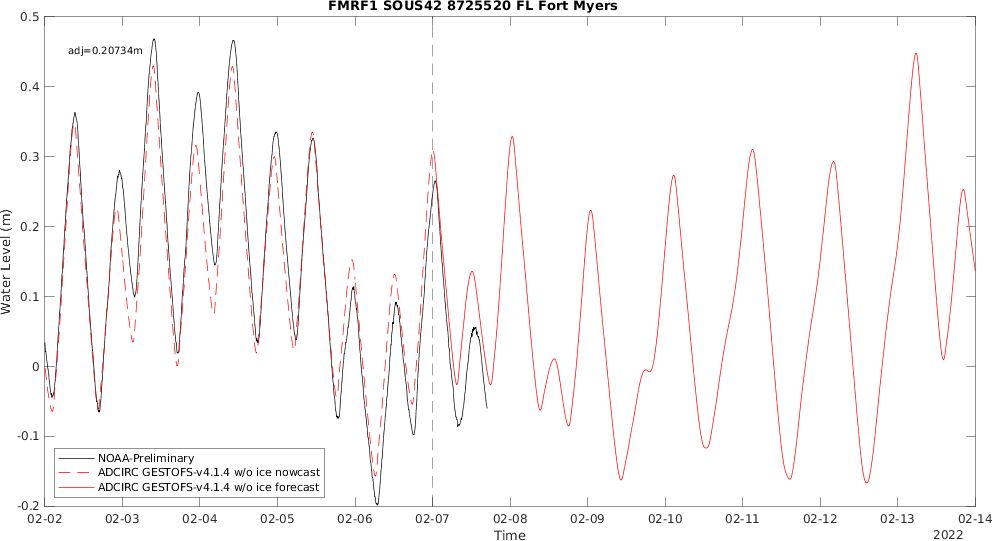 FMRF1 SOUS42 8725520 FL Fort Myers
adj=0.20734m
Water Level (m)
0.5
0.4
0.3
0.2
0.1
0
-0.1
-0.2
NOAA-Preliminary
ADCIRC GESTOFS-v4.1.4 w/o ice nowcast
ADCIRC GESTOFS-v4.1.4 w/o ice forecast
02-02 02-03 02-04 02-05 02-06 02-07 02-08 02-09 02-10 02-11 02-12 02-13 02-14
Time
2022